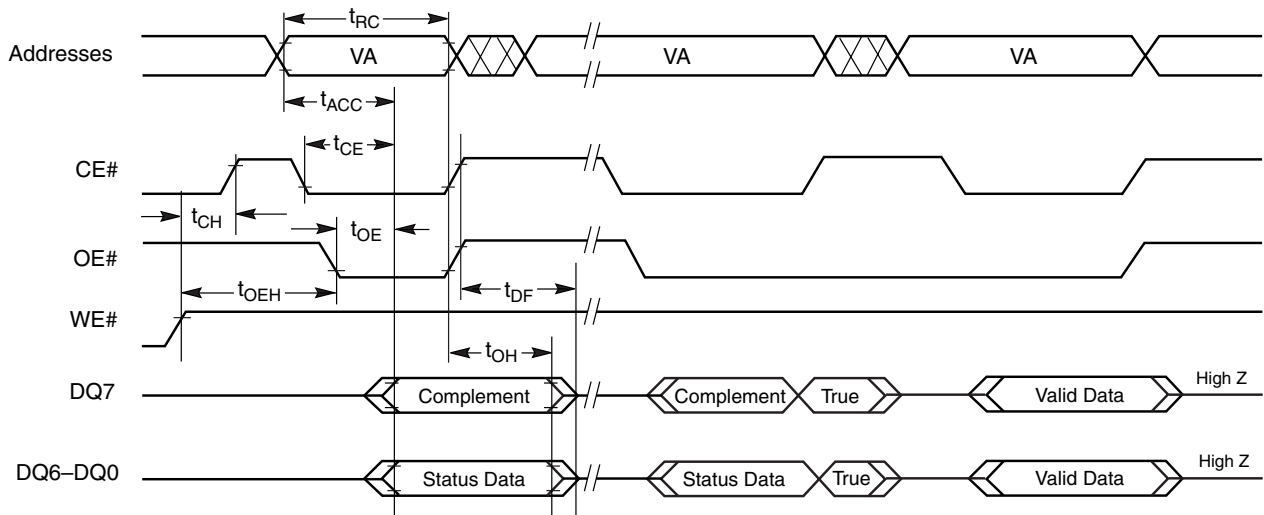 tRC
Addresses VA VA VA
tACC
tCE
CE#
tCH tOE
OE#
tOEH tDF
WE#
tOH
DQ7 Complement Complement True Valid Data High Z
DQ6–DQ0 Status Data Status Data True Valid Data High Z